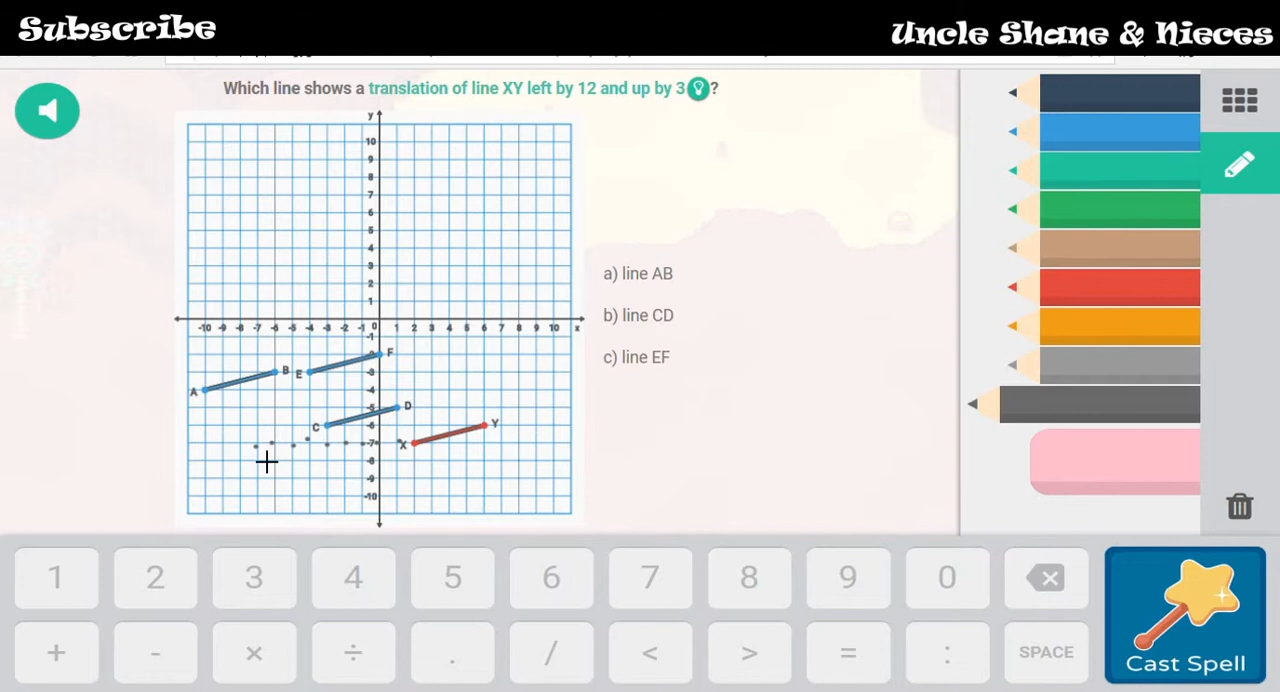 Subscribe
Uncle Shane & Nieces
Which line shows a translation of line XY left by 12 and up by 3 ?
y
10
9
8
7
6
5
4
3
2
1
-10 -9 -8 -7 -6 -5 -4 -3 -2 -1 0 1 2 3 4 5 6 7 8 9 10 x
-1
-2
-3
-4
-5
-6
-7
-8
-9
-10
F
B E
A
D
C
Y
X
a) line AB
b) line CD
c) line EF
1 2 3 4 5 6 7 8 9 0
+ - × ÷ . / < > = : SPACE
Cast Spell